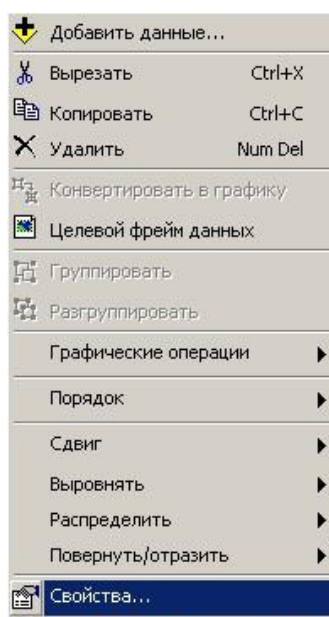 Добавить данные...
Вырезать Ctrl+X
Копировать Ctrl+C
Удалить Num Del
Конвертировать в графику
Целевой фрейм данных
Группировать
Разгруппировать
Графические операции
Порядок
Сдвиг
Выровнять
Распределить
Повернуть/отразить
Свойства...